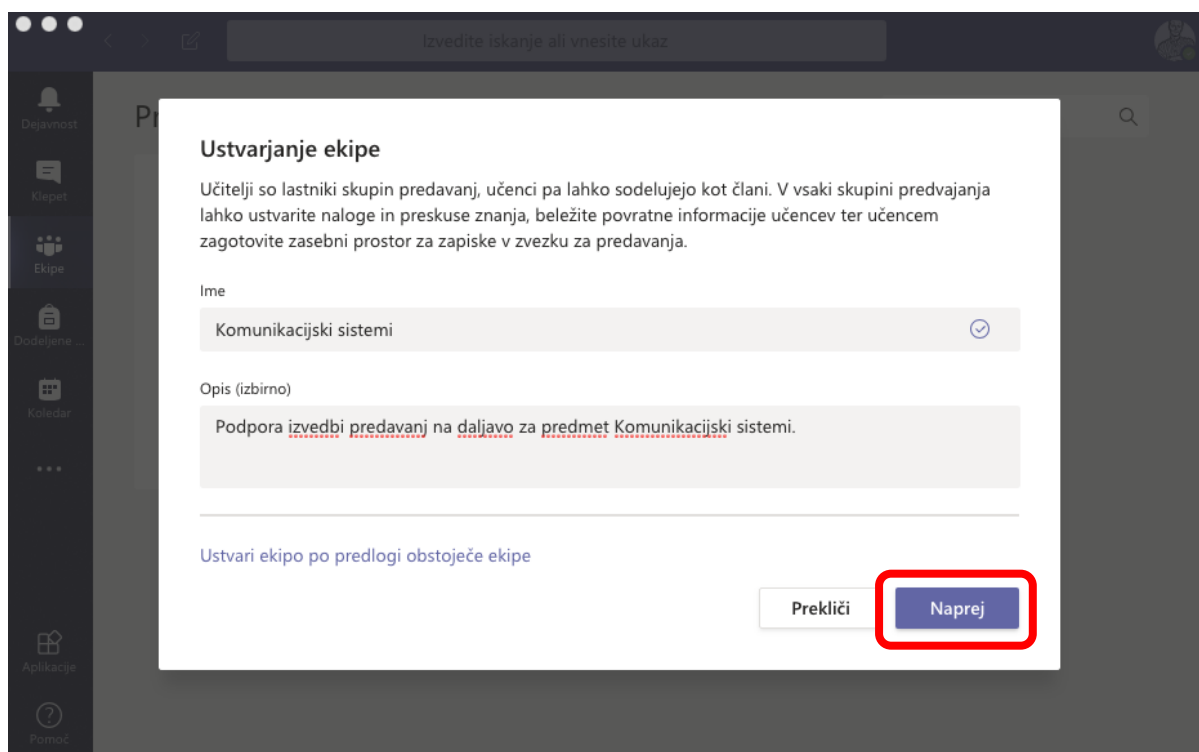 Izvedite iskanje ali vnesite ukaz
Dejavnost
Klepet
Ekipe
Dodeljene ...
Koledar
Aplikacije
Pomoč
Pr
Ustvarjanje ekipe
Učitelji so lastniki skupin predavanj, učenci pa lahko sodelujejo kot člani. V vsaki skupini predvajanja
lahko ustvarite naloge in preskuse znanja, beležite povratne informacije učencev ter učencem
zagotovite zasebni prostor za zapiske v zvezku za predavanja.
Ime
Komunikacijski sistemi
Opis (izbirno)
Podpora izvedbi predavanj na daljavo za predmet Komunikacijski sistemi.
Ustvari ekipo po predlogi obstoječe ekipe
Prekliči
Naprej